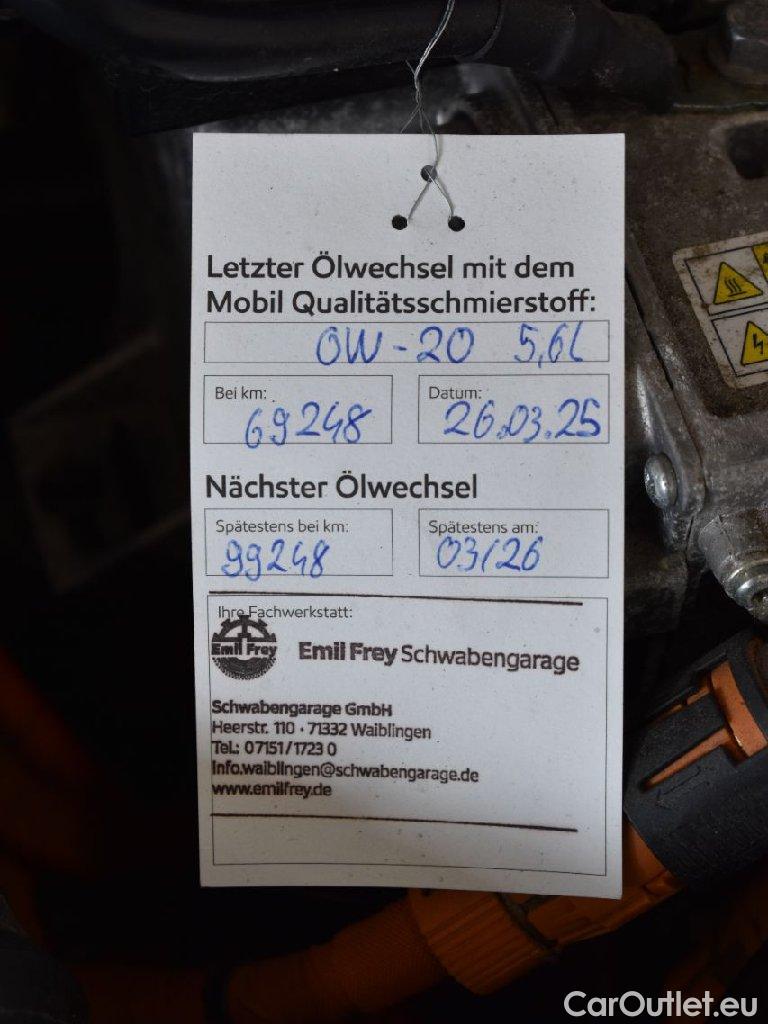 Letzter Ölwechsel mit dem
Mobil Qualitätsschmierstoff:
0W-20 5,6l
Bei km:
69248
Datum:
26.03.25
Nächster Ölwechsel
Spätestens bei km:
99248
Spätestens am:
03/26
Ihre Fachwerkstatt:
Emil Frey
Emil Frey Schwabengarage
Schwabengarage GmbH
Heerstr. 110 · 71332 Waiblingen
Tel.: 07151/1723 0
info.waiblingen@schwabengarage.de
www.emilfrey.de
CarOutlet.eu